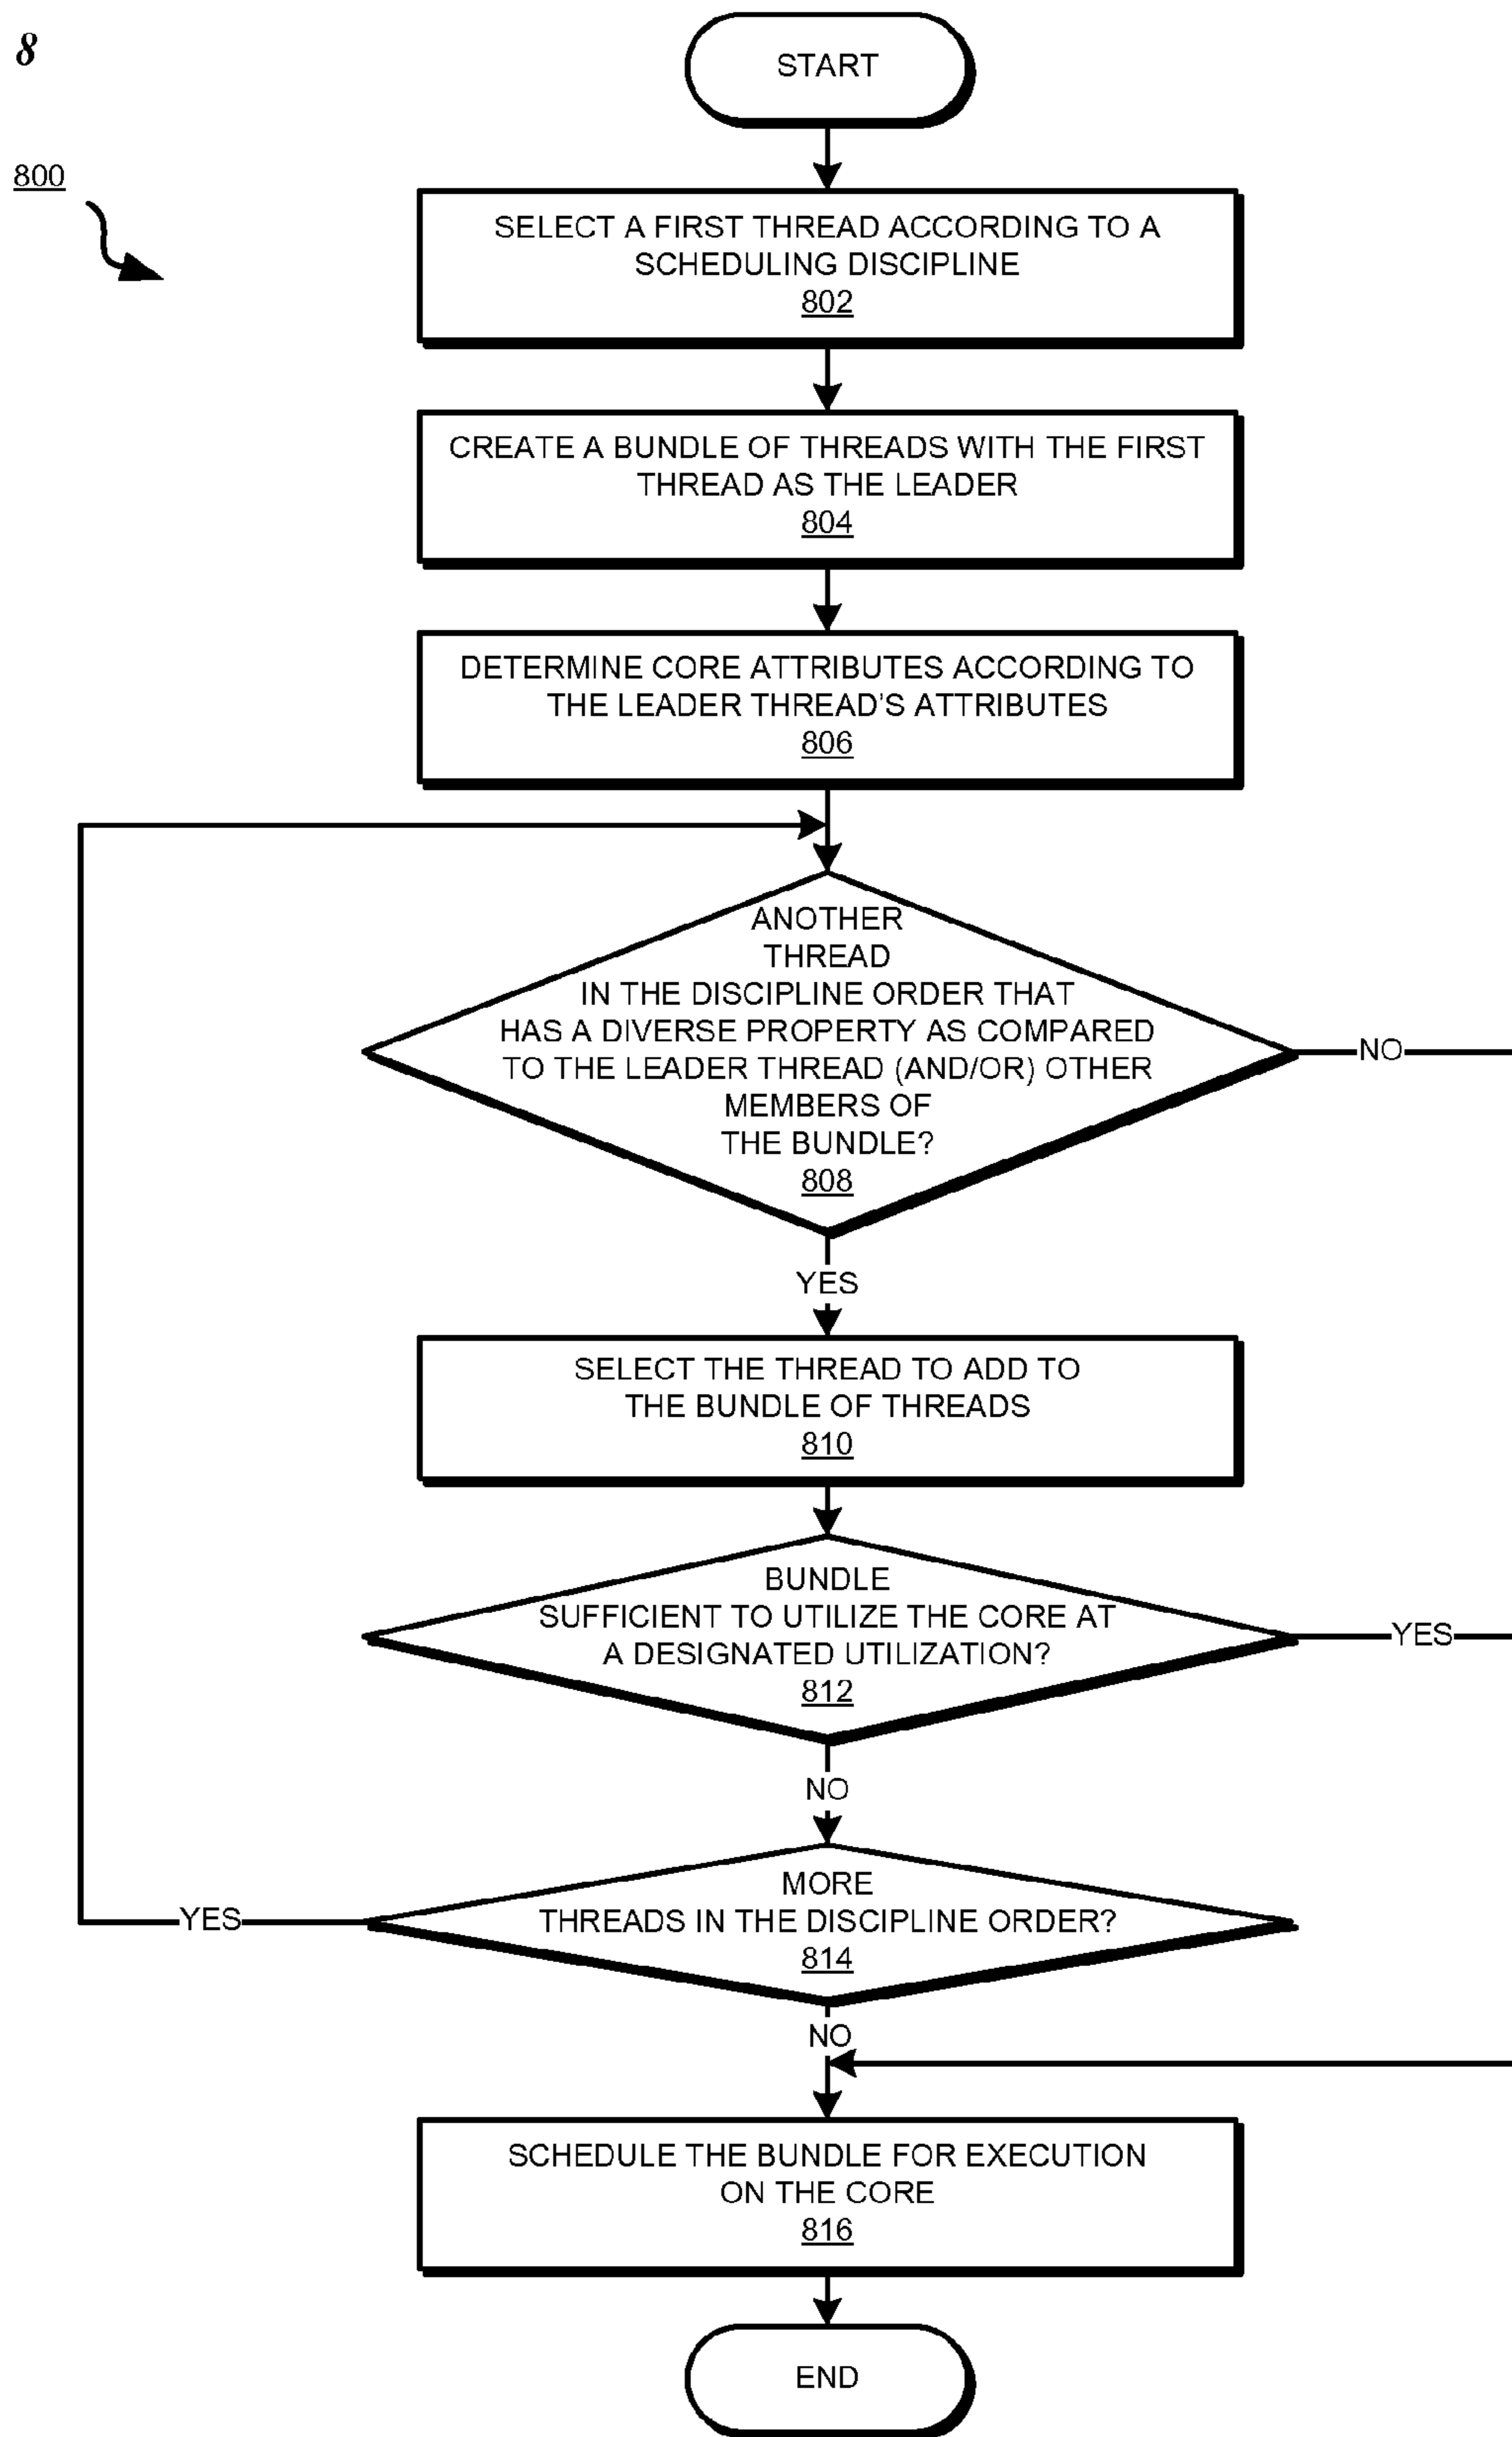 8
800
START
SELECT A FIRST THREAD ACCORDING TO A
SCHEDULING DISCIPLINE
802
CREATE A BUNDLE OF THREADS WITH THE FIRST
THREAD AS THE LEADER
804
DETERMINE CORE ATTRIBUTES ACCORDING TO
THE LEADER THREAD'S ATTRIBUTES
806
ANOTHER
THREAD
IN THE DISCIPLINE ORDER THAT
HAS A DIVERSE PROPERTY AS COMPARED
TO THE LEADER THREAD (AND/OR) OTHER
MEMBERS OF
THE BUNDLE?
808
NO
YES
SELECT THE THREAD TO ADD TO
THE BUNDLE OF THREADS
810
BUNDLE
SUFFICIENT TO UTILIZE THE CORE AT
A DESIGNATED UTILIZATION?
812
YES
NO
MORE
THREADS IN THE DISCIPLINE ORDER?
814
YES
NO
SCHEDULE THE BUNDLE FOR EXECUTION
ON THE CORE
816
END